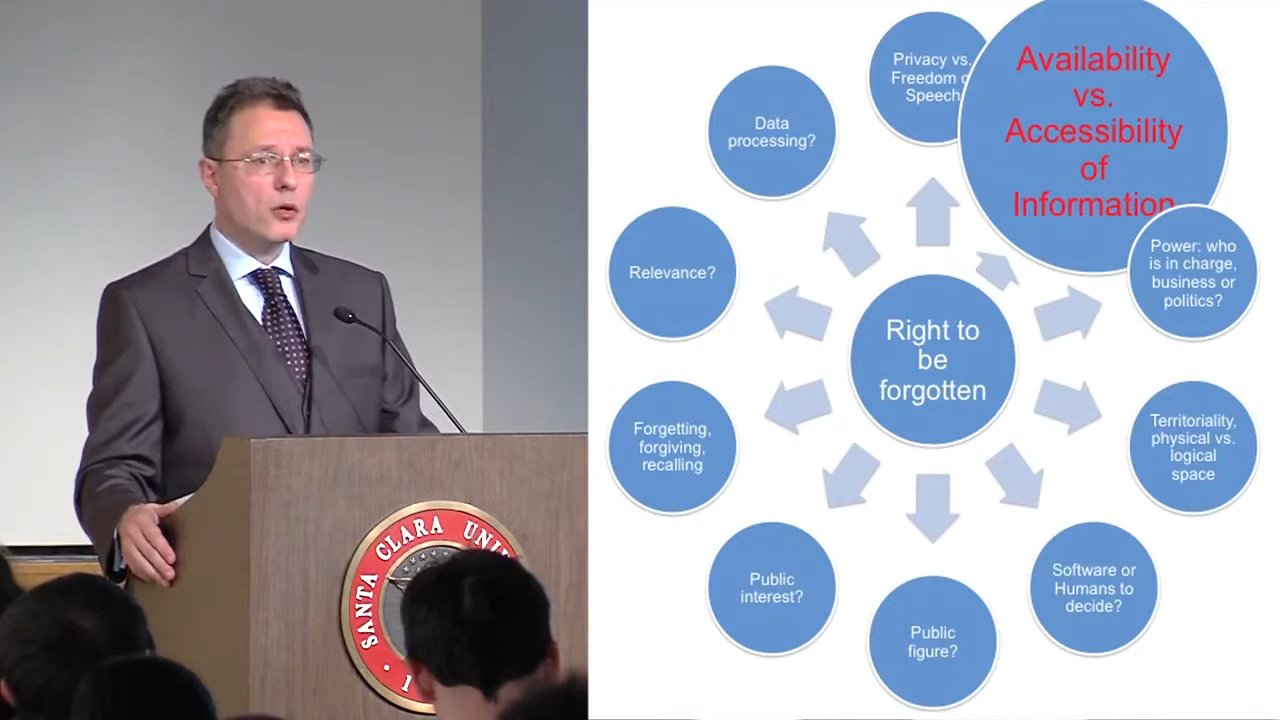 SANTA CLARA UNI
1
Privacy vs.
Freedom o
Speech
Availability
vs.
Accessibility
of
Information
Data
processing?
Power: who
is in charge,
business or
politics?
Relevance?
Right to
be
forgotten
Forgetting,
forgiving,
recalling
Territoriality,
physical vs.
logical
space
Public
interest?
Software or
Humans to
decide?
Public
figure?